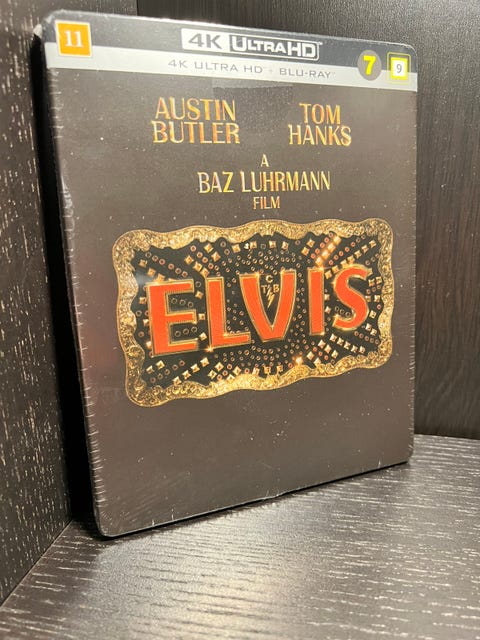 11
4K ULTRA HD
4K ULTRA HD + BLU-RAY
7
9
AUSTIN BUTLER
TOM HANKS
A
BAZ LUHRMANN
FILM
TCB
ELVIS